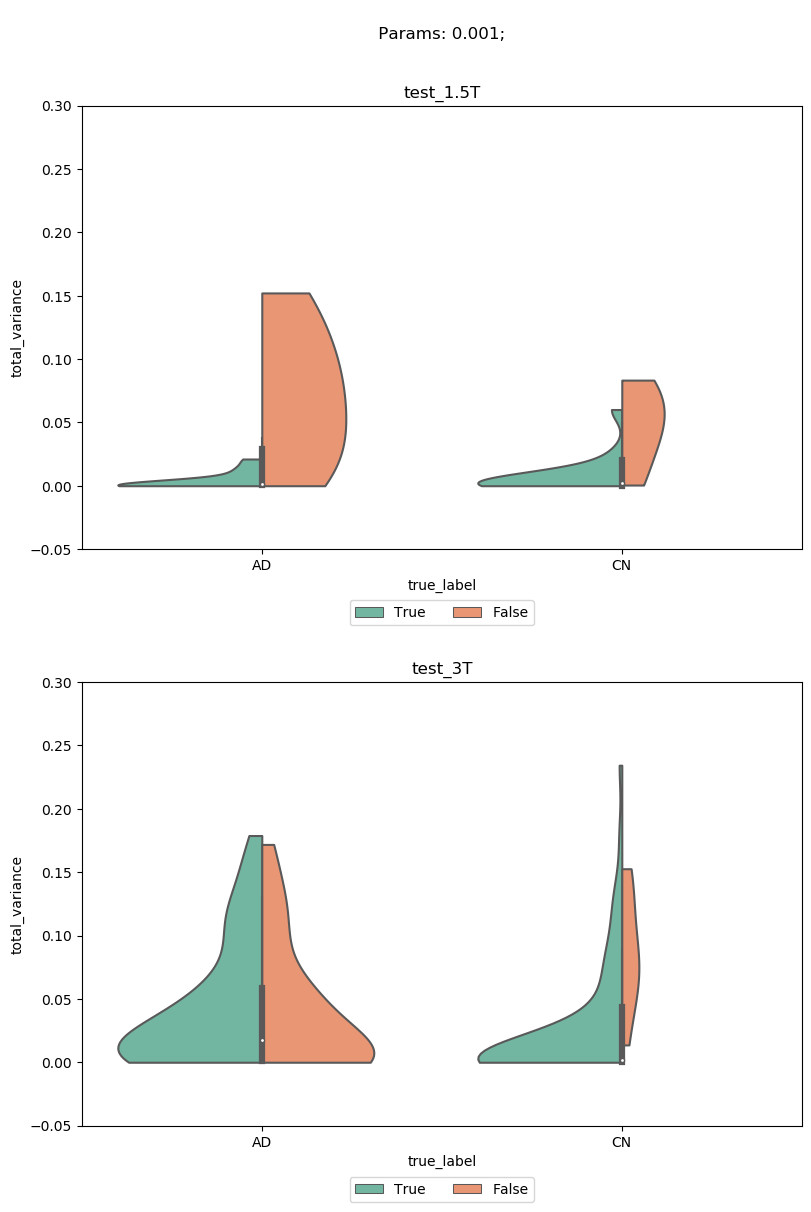 Params: 0.001;
test_1.5T
0.30
0.25
0.20
0.15
0.10
0.05
0.00
−0.05
total_variance
AD CN
true_label
True False
test_3T
0.30
0.25
0.20
0.15
0.10
0.05
0.00
−0.05
total_variance
AD CN
true_label
True False